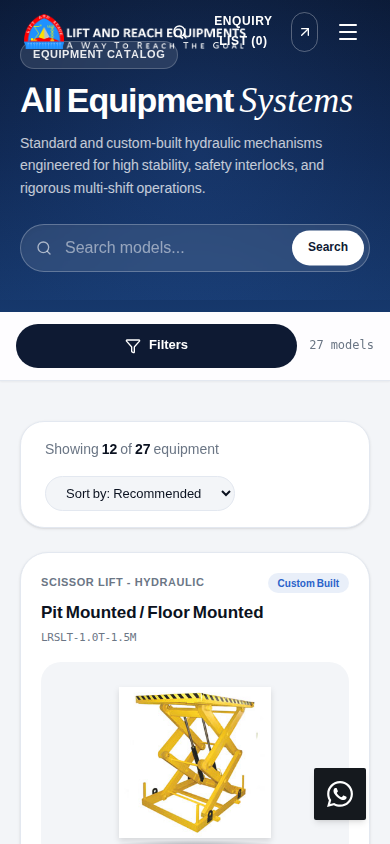 LIFT AND REACH EQUIPMENTS
A Way To Reach The Goal
ENQUIRY
LIST (0)
EQUIPMENT CATALOG
All Equipment Systems
Standard and custom-built hydraulic mechanisms
engineered for high stability, safety interlocks, and
rigorous multi-shift operations.
Search models...
Search
Filters
27 models
Showing 12 of 27 equipment
Sort by: Recommended
SCISSOR LIFT - HYDRAULIC
Custom Built
Pit Mounted / Floor Mounted
LRSLT-1.0T-1.5M